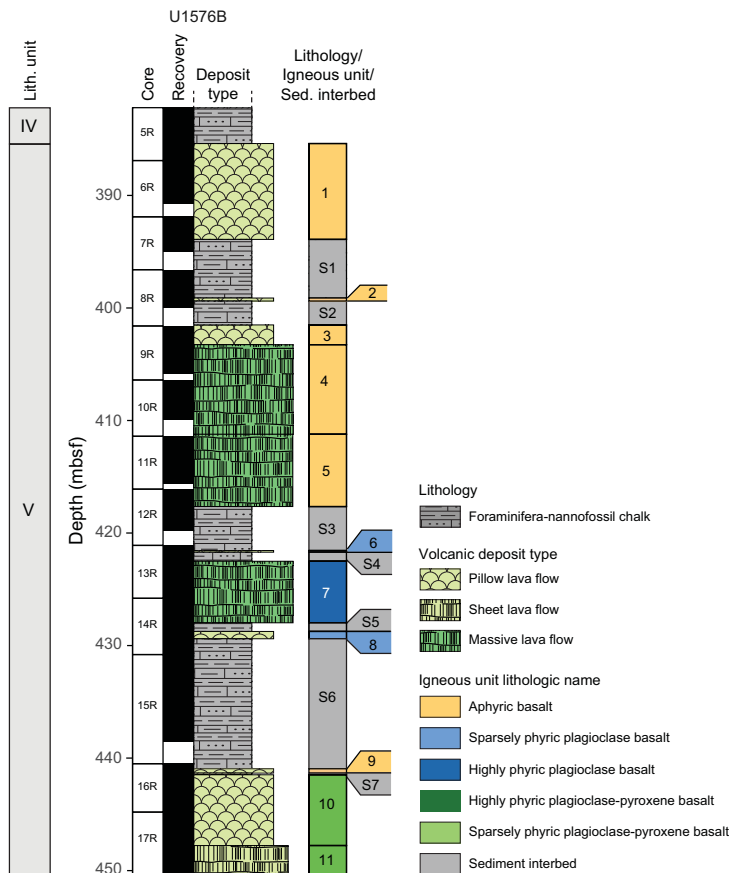 U1576B
Lith. unit
Core
Recovery
Deposit
type
Lithology/
Igneous unit/
Sed. interbed
IV
V
Depth (mbsf)
390
400
410
420
430
440
450
5R
6R
7R
8R
9R
10R
11R
12R
13R
14R
15R
16R
17R
1
S1
2
S2
3
4
5
S3
6
S4
7
S5
8
S6
9
S7
10
11
Lithology
Foraminifera-nannofossil chalk
Volcanic deposit type
Pillow lava flow
Sheet lava flow
Massive lava flow
Igneous unit lithologic name
Aphyric basalt
Sparsely phyric plagioclase basalt
Highly phyric plagioclase basalt
Highly phyric plagioclase-pyroxene basalt
Sparsely phyric plagioclase-pyroxene basalt
Sediment interbed